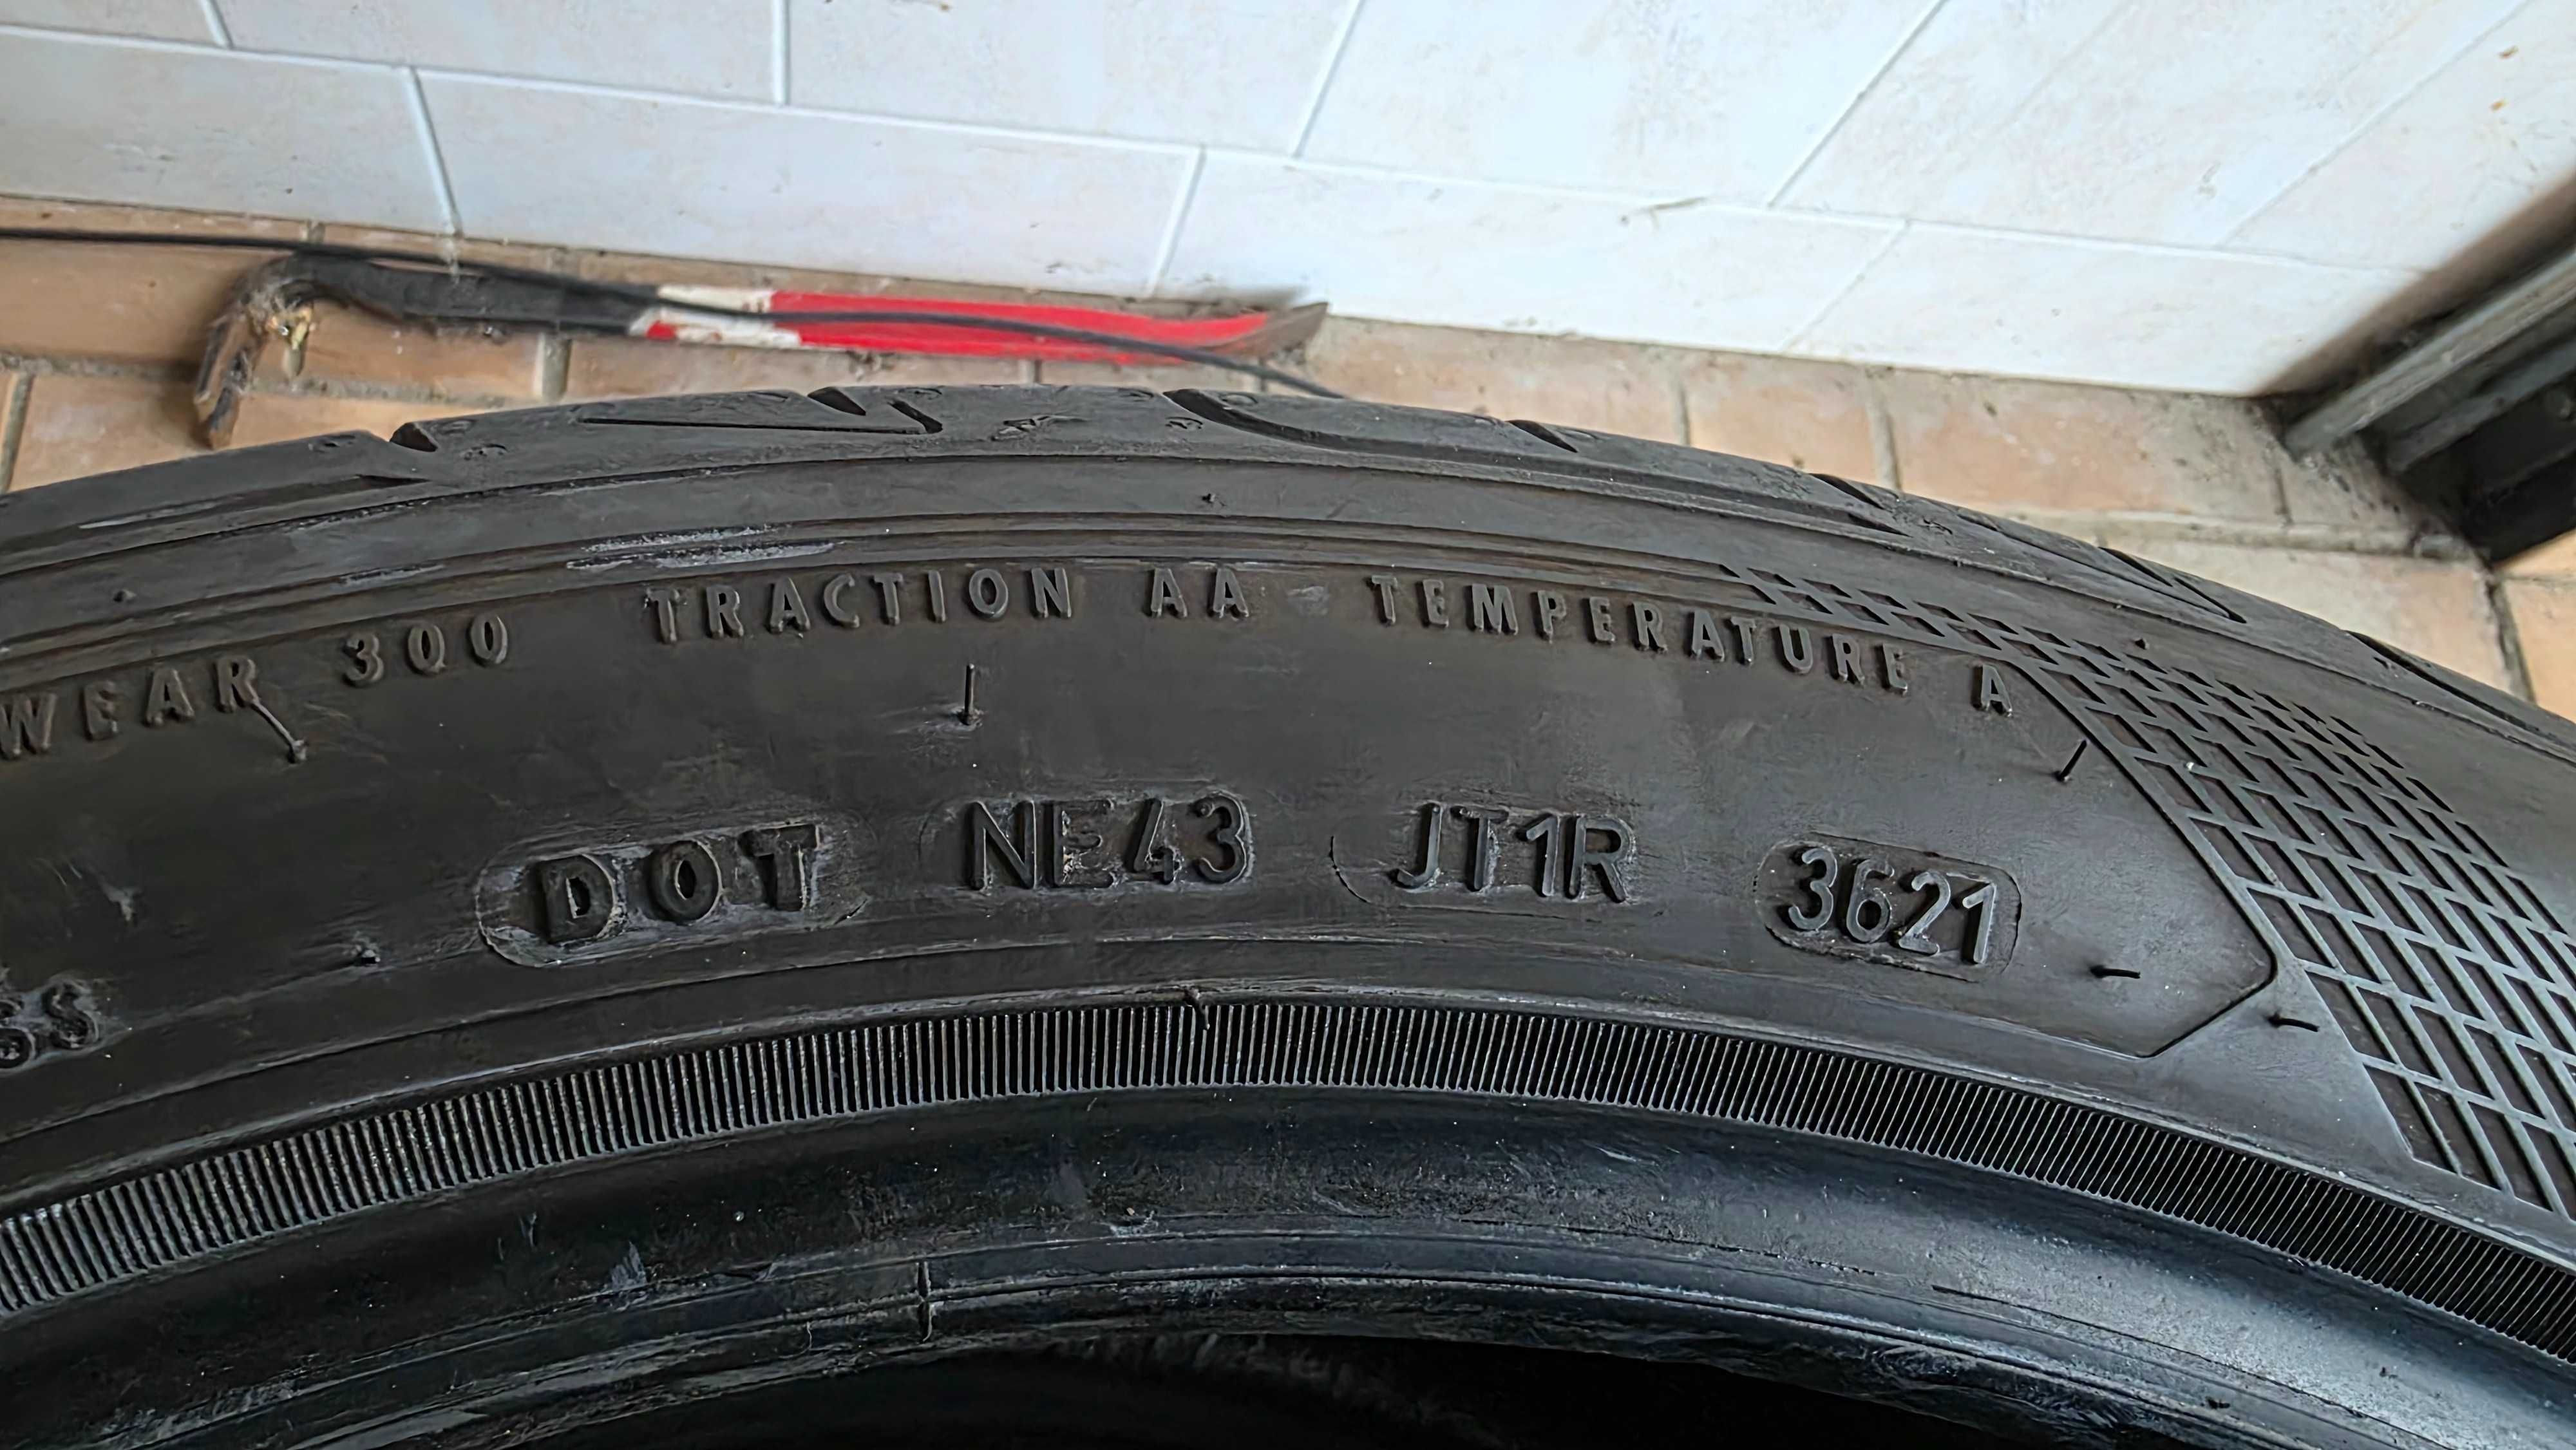 WEAR 300 TRACTION AA TEMPERATURE A
DOT NE43 JT1R 3621